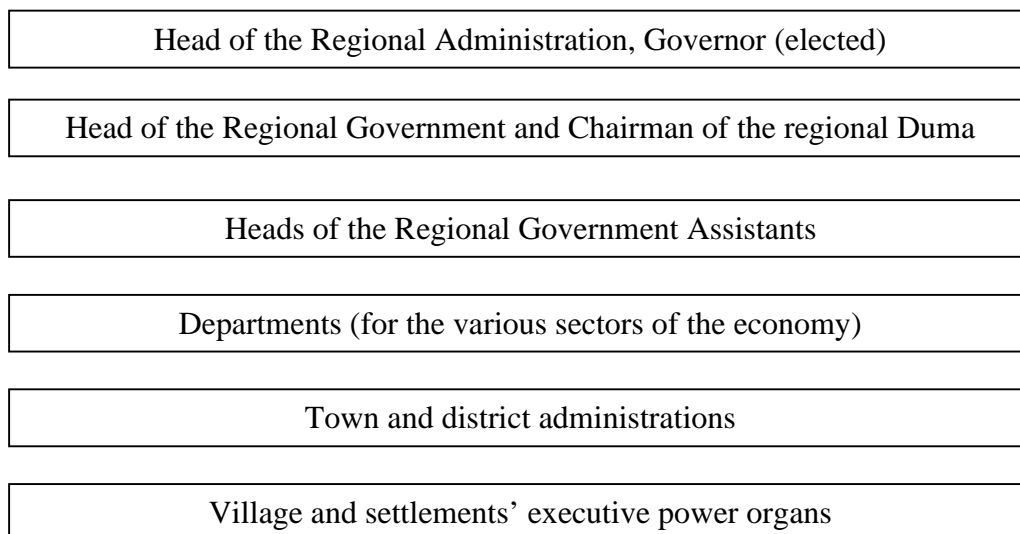 Head of the Regional Administration, Governor (elected)
Head of the Regional Government and Chairman of the regional Duma
Heads of the Regional Government Assistants
Departments (for the various sectors of the economy)
Town and district administrations
Village and settlements’ executive power organs